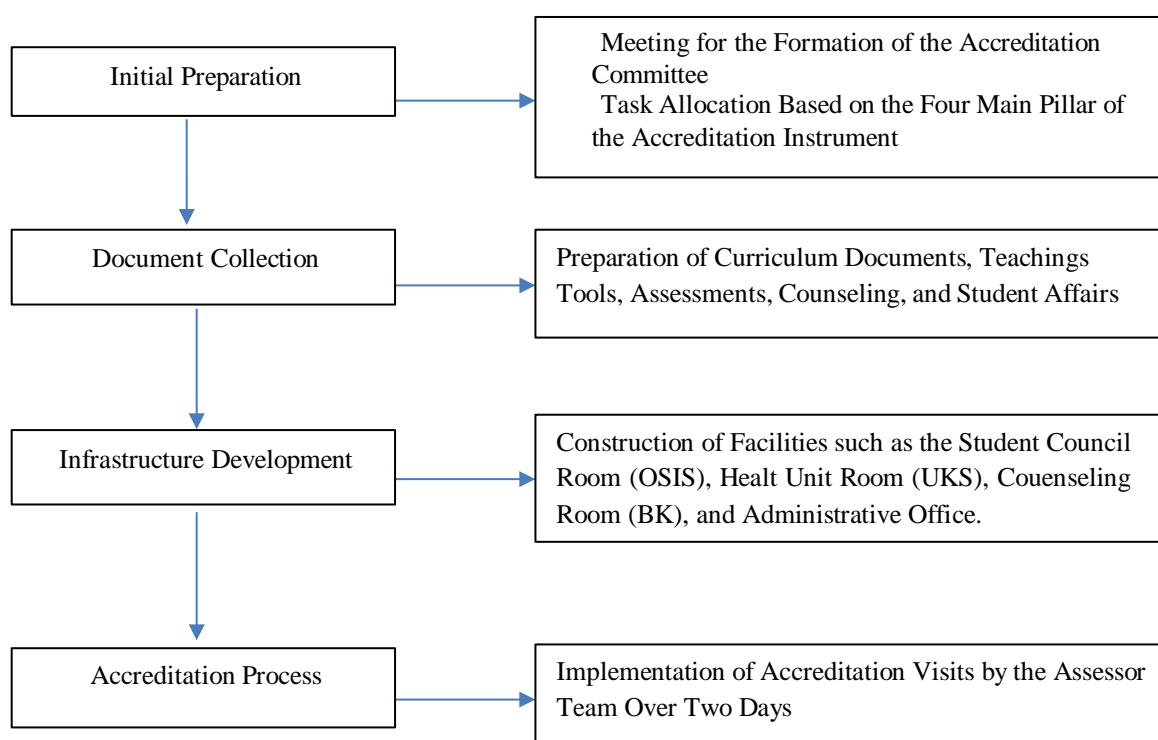 Initial Preparation
Meeting for the Formation of the Accreditation
Committee
Task Allocation Based on the Four Main Pillar of
the Accreditation Instrument
Document Collection
Preparation of Curriculum Documents, Teachings
Tools, Assessments, Counseling, and Student Affairs
Infrastructure Development
Construction of Facilities such as the Student Council
Room (OSIS), Healt Unit Room (UKS), Couenseling
Room (BK), and Administrative Office.
Accreditation Process
Implementation of Accreditation Visits by the Assessor
Team Over Two Days